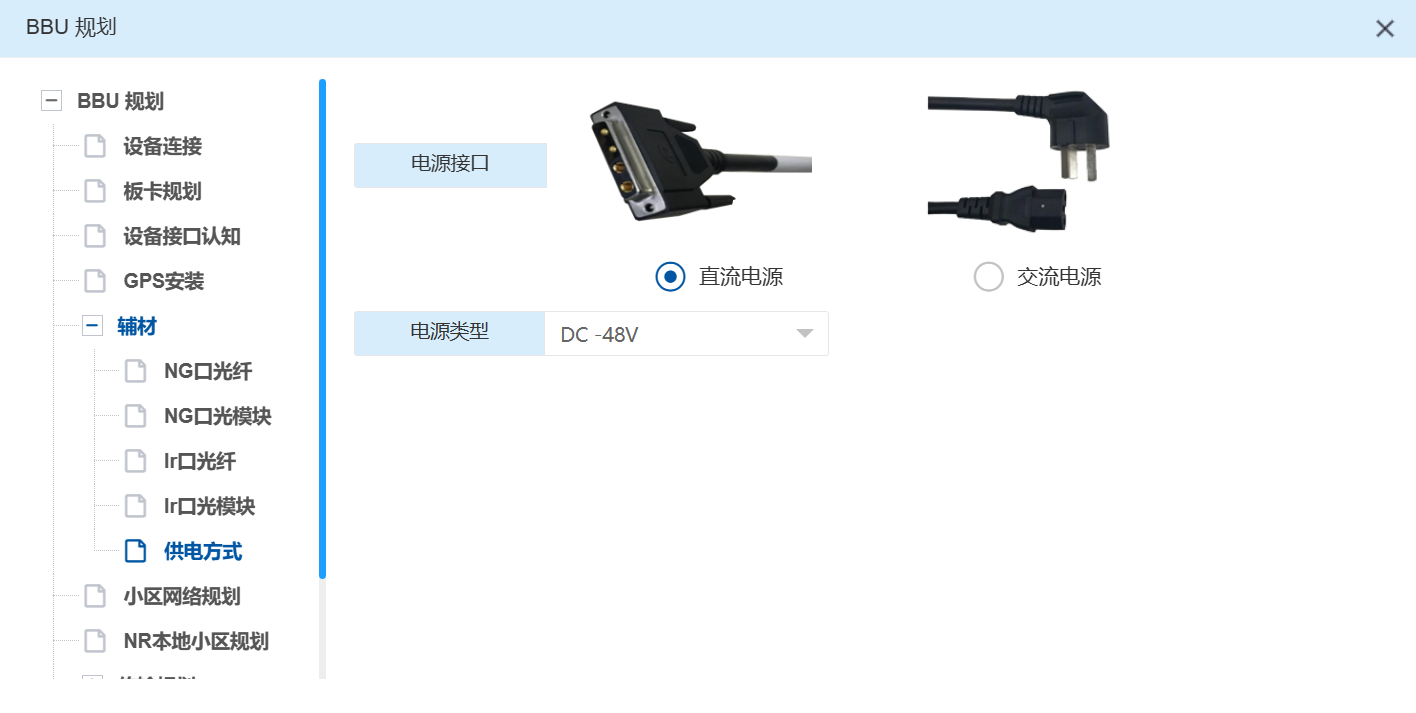 BBU 规划
BBU 规划
设备连接
板卡规划
设备接口认知
GPS安装
辅材
NG口光纤
NG口光模块
Ir口光纤
Ir口光模块
供电方式
小区网络规划
NR本地小区规划
电源接口
直流电源
交流电源
电源类型
DC -48V